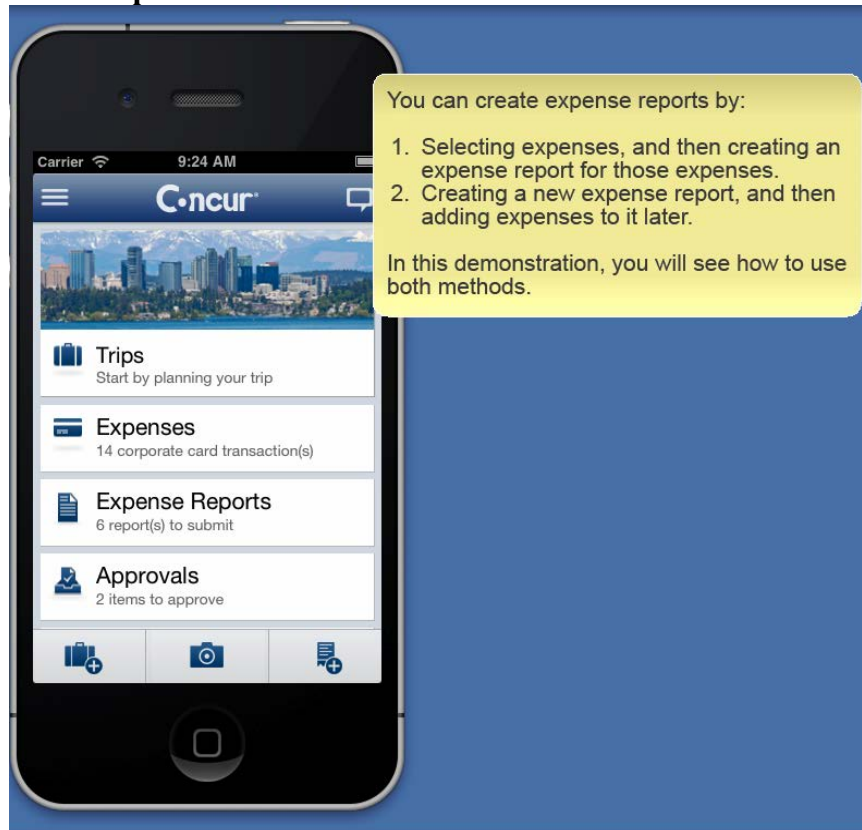 Carrier 9:24 AM
C•ncur
Trips
Start by planning your trip
Expenses
14 corporate card transaction(s)
Expense Reports
6 report(s) to submit
Approvals
2 items to approve
You can create expense reports by:
1. Selecting expenses, and then creating an
expense report for those expenses.
2. Creating a new expense report, and then
adding expenses to it later.
In this demonstration, you will see how to use
both methods.